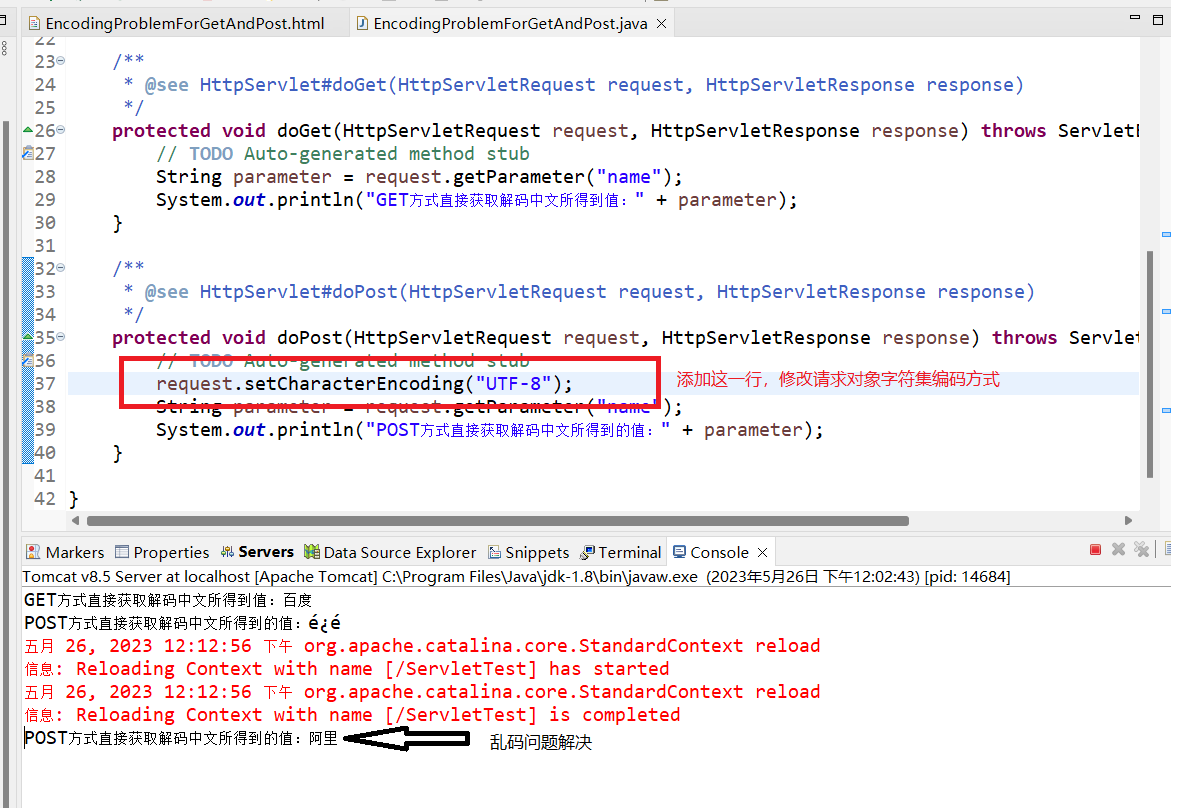 EncodingProblemForGetAndPost.html
EncodingProblemForGetAndPost.java
22
23 /**
24 * @see HttpServlet#doGet(HttpServletRequest request, HttpServletResponse response)
25 */
26 protected void doGet(HttpServletRequest request, HttpServletResponse response) throws ServletE
27 // TODO Auto-generated method stub
28 String parameter = request.getParameter("name");
29 System.out.println("GET方式直接获取解码中文所得到值：" + parameter);
30 }
31
32 /**
33 * @see HttpServlet#doPost(HttpServletRequest request, HttpServletResponse response)
34 */
35 protected void doPost(HttpServletRequest request, HttpServletResponse response) throws Servlet
36 // TODO Auto-generated method stub
37 request.setCharacterEncoding("UTF-8"); 添加这一行，修改请求对象字符集编码方式
38 String parameter = request.getParameter("name");
39 System.out.println("POST方式直接获取解码中文所得到的值：" + parameter);
40 }
41
42 }
Markers Properties Servers Data Source Explorer Snippets Terminal Console
Tomcat v8.5 Server at localhost [Apache Tomcat] C:\Program Files\Java\jdk-1.8\bin\javaw.exe (2023年5月26日 下午12:02:43) [pid: 14684]
GET方式直接获取解码中文所得到值：百度
POST方式直接获取解码中文所得到的值：é¿é
五月 26, 2023 12:12:56 下午 org.apache.catalina.core.StandardContext reload
信息: Reloading Context with name [/ServletTest] has started
五月 26, 2023 12:12:56 下午 org.apache.catalina.core.StandardContext reload
信息: Reloading Context with name [/ServletTest] is completed
POST方式直接获取解码中文所得到的值：阿里 乱码问题解决